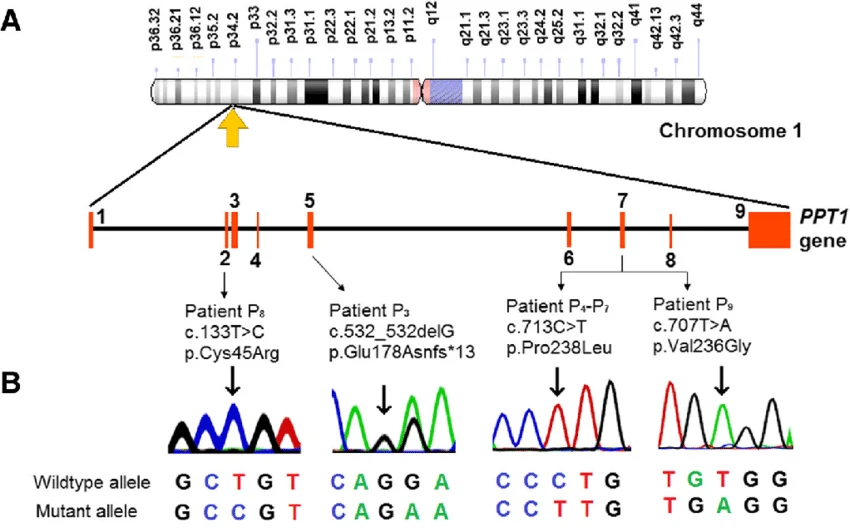 A
p36.32 p36.21 p36.12 p35.2 p34.2 p33 p32.2 p31.3 p31.1 p22.3 p22.1 p21.2 p13.2 p11.2 q12 q21.1 q21.3 q23.1 q23.3 q24.2 q25.2 q31.1 q32.1 q32.2 q41 q42.13 q42.3 q44
Chromosome 1
1 3 5 7 9 PPT1
gene
2 4 6 8
Patient P8
c.133T>C
p.Cys45Arg
Patient P3
c.532_532delG
p.Glu178Asnfs*13
Patient P4-P7
c.713C>T
p.Pro238Leu
Patient P9
c.707T>A
p.Val236Gly
B
Wildtype allele G C T G T C A G G A C C C T G T G T G G
Mutant allele G C C G T C A G A A C C T T G T G A G G